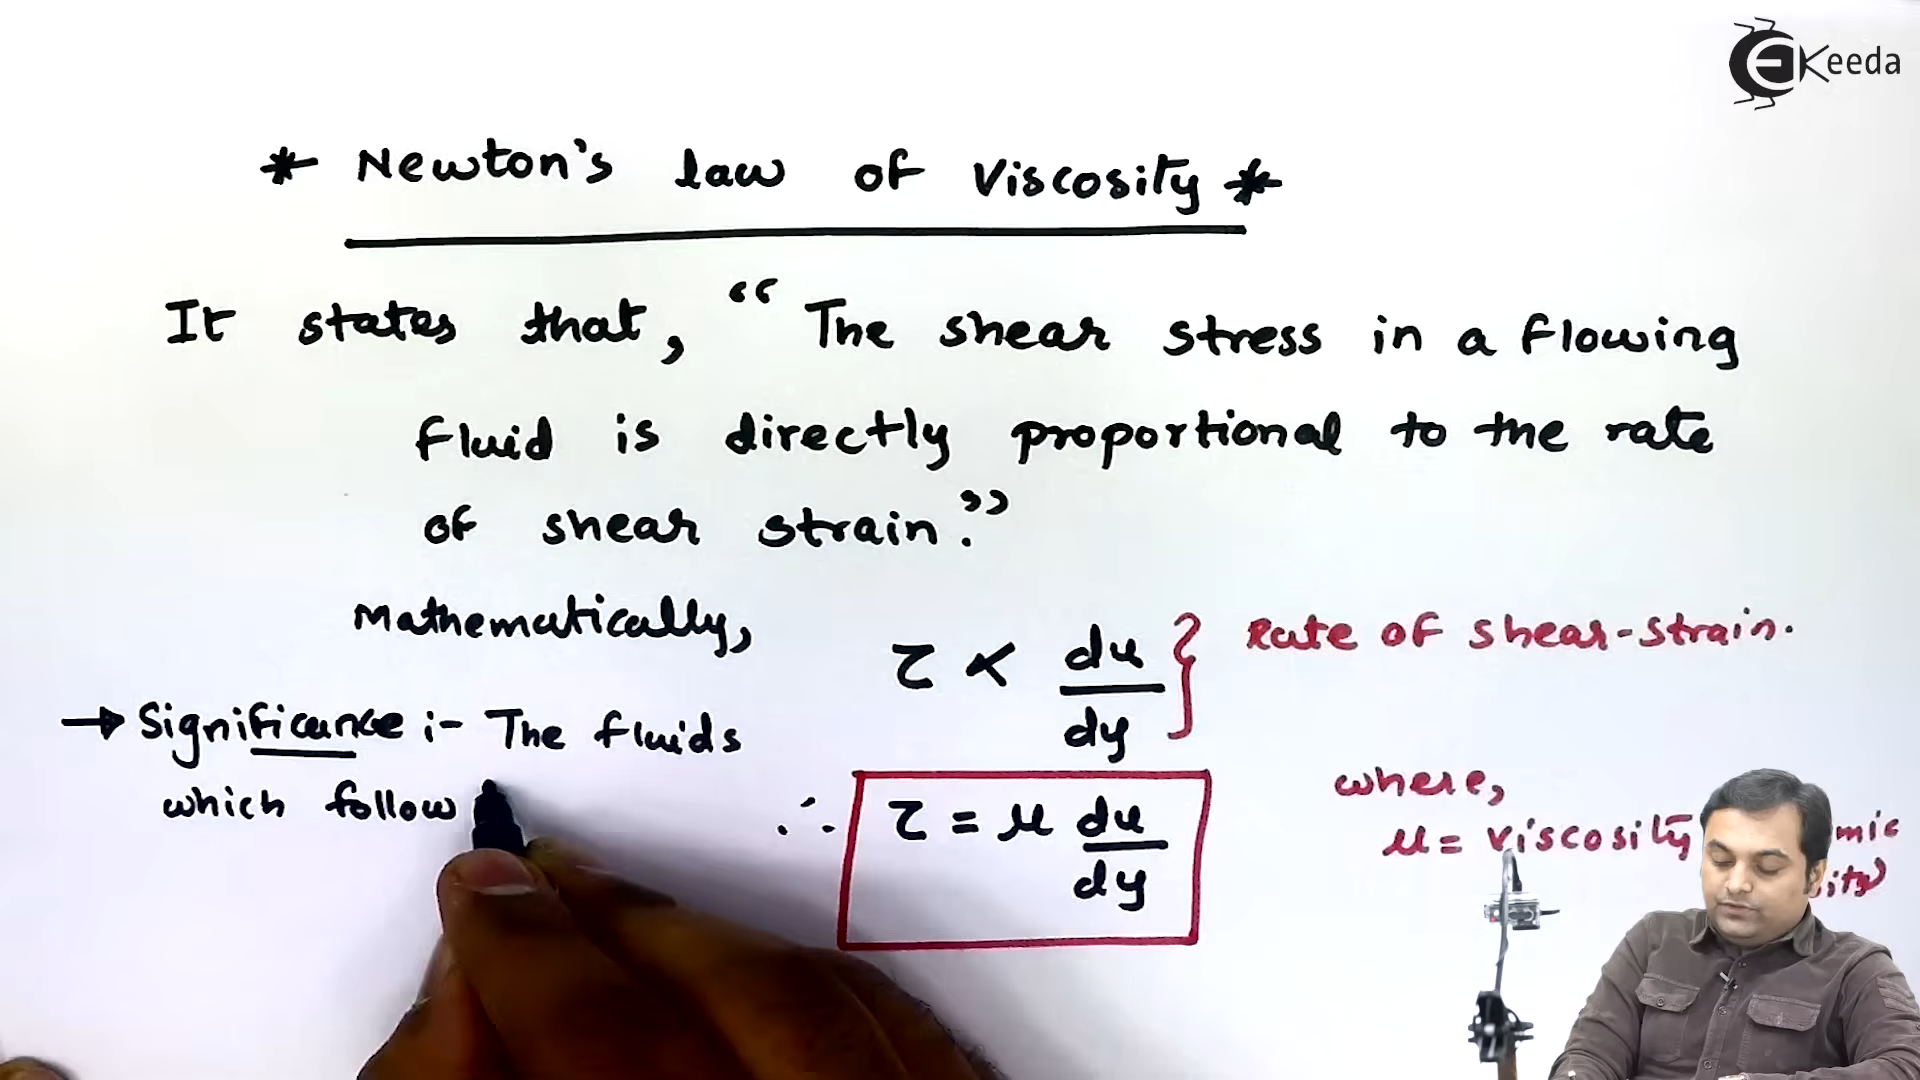 Keeda
* Newton's law of Viscosity *
It states that, “ The shear stress in a flowing
fluid is directly proportional to the rate
of shear strain.”
Mathematically,
τ ∝ du/dy } Rate of shear-strain.
→ Significance :- The fluids
which follow
∴ τ = μ du/dy
where,
μ = viscosity